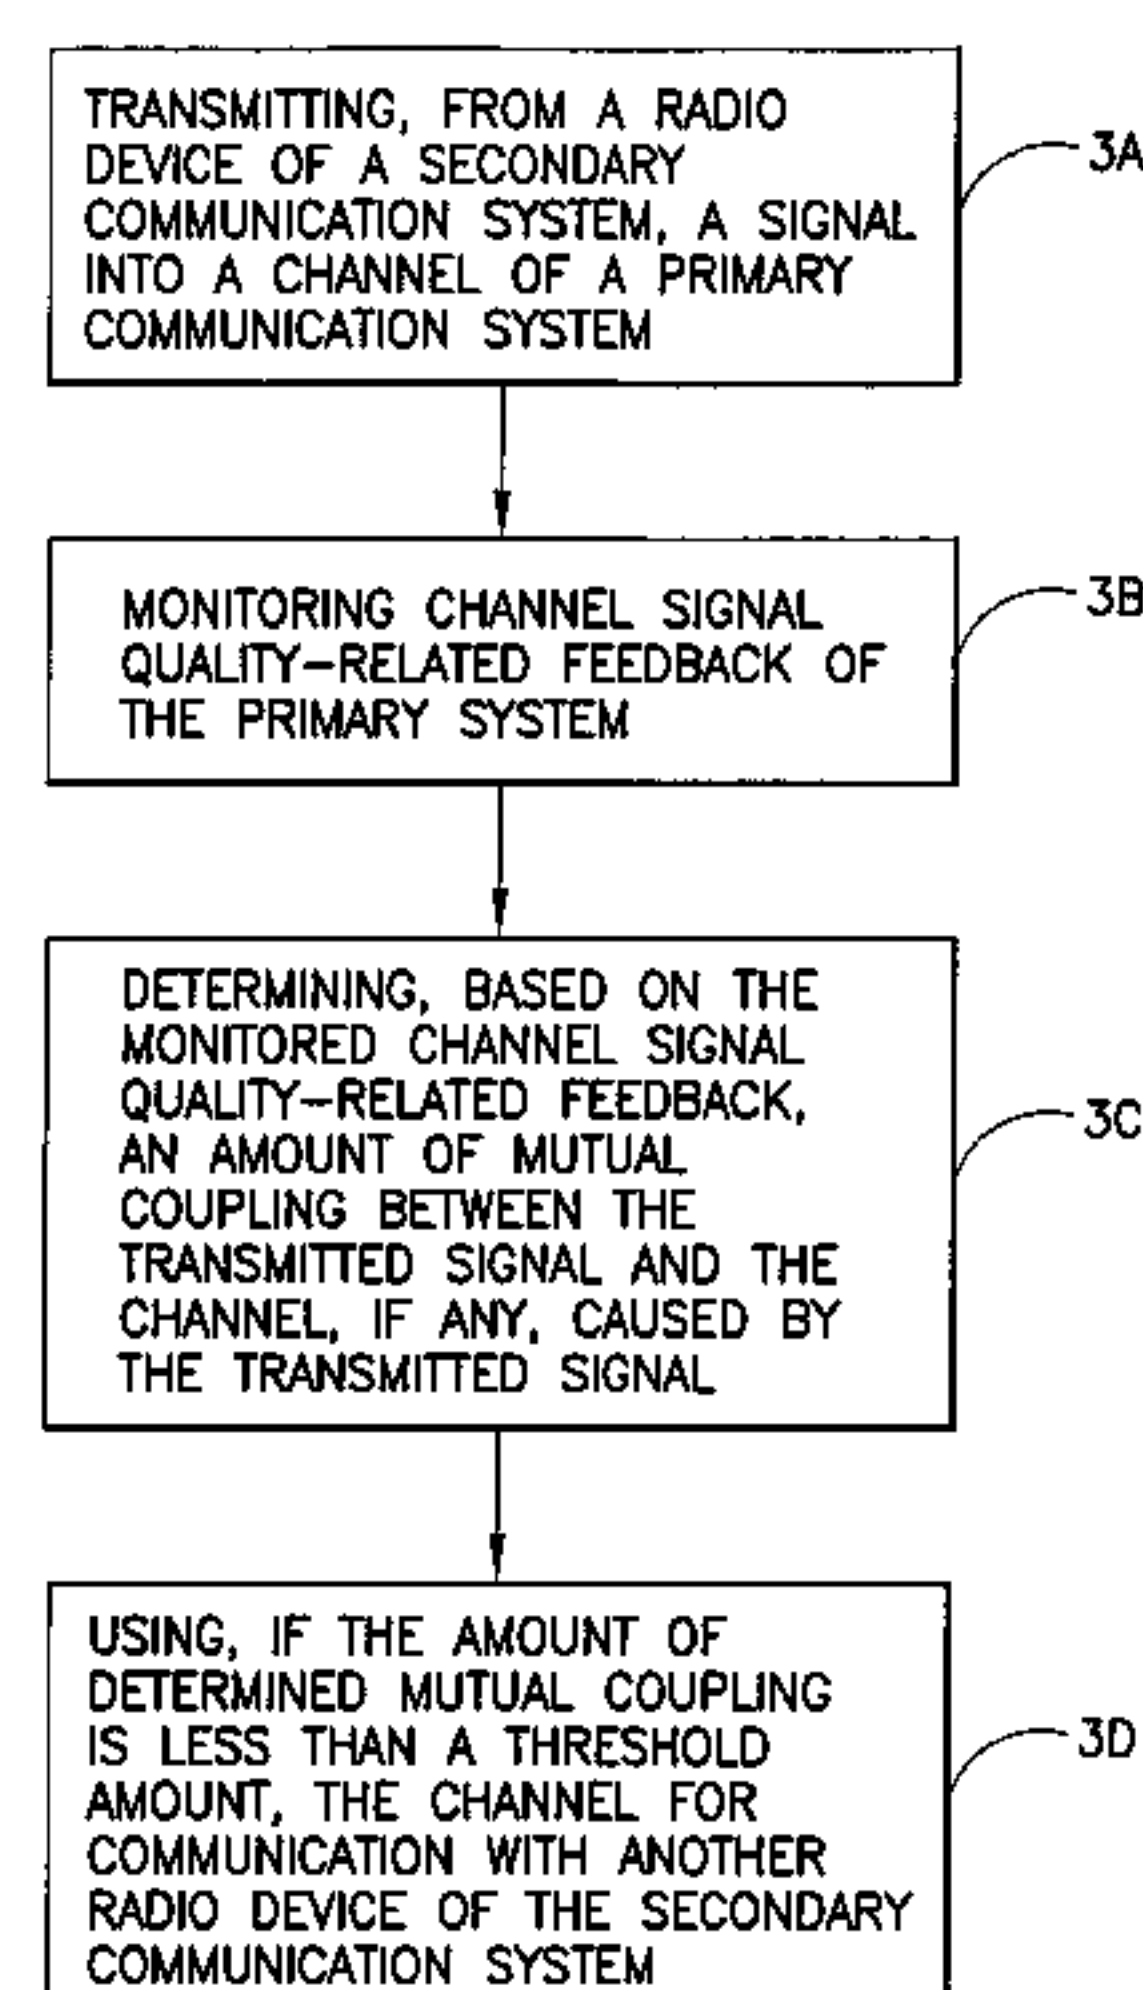 TRANSMITTING, FROM A RADIO
DEVICE OF A SECONDARY
COMMUNICATION SYSTEM, A SIGNAL
INTO A CHANNEL OF A PRIMARY
COMMUNICATION SYSTEM
3A
MONITORING CHANNEL SIGNAL
QUALITY-RELATED FEEDBACK OF
THE PRIMARY SYSTEM
3B
DETERMINING, BASED ON THE
MONITORED CHANNEL SIGNAL
QUALITY-RELATED FEEDBACK,
AN AMOUNT OF MUTUAL
COUPLING BETWEEN THE
TRANSMITTED SIGNAL AND THE
CHANNEL, IF ANY, CAUSED BY
THE TRANSMITTED SIGNAL
3C
USING, IF THE AMOUNT OF
DETERMINED MUTUAL COUPLING
IS LESS THAN A THRESHOLD
AMOUNT, THE CHANNEL FOR
COMMUNICATION WITH ANOTHER
RADIO DEVICE OF THE SECONDARY
COMMUNICATION SYSTEM
3D